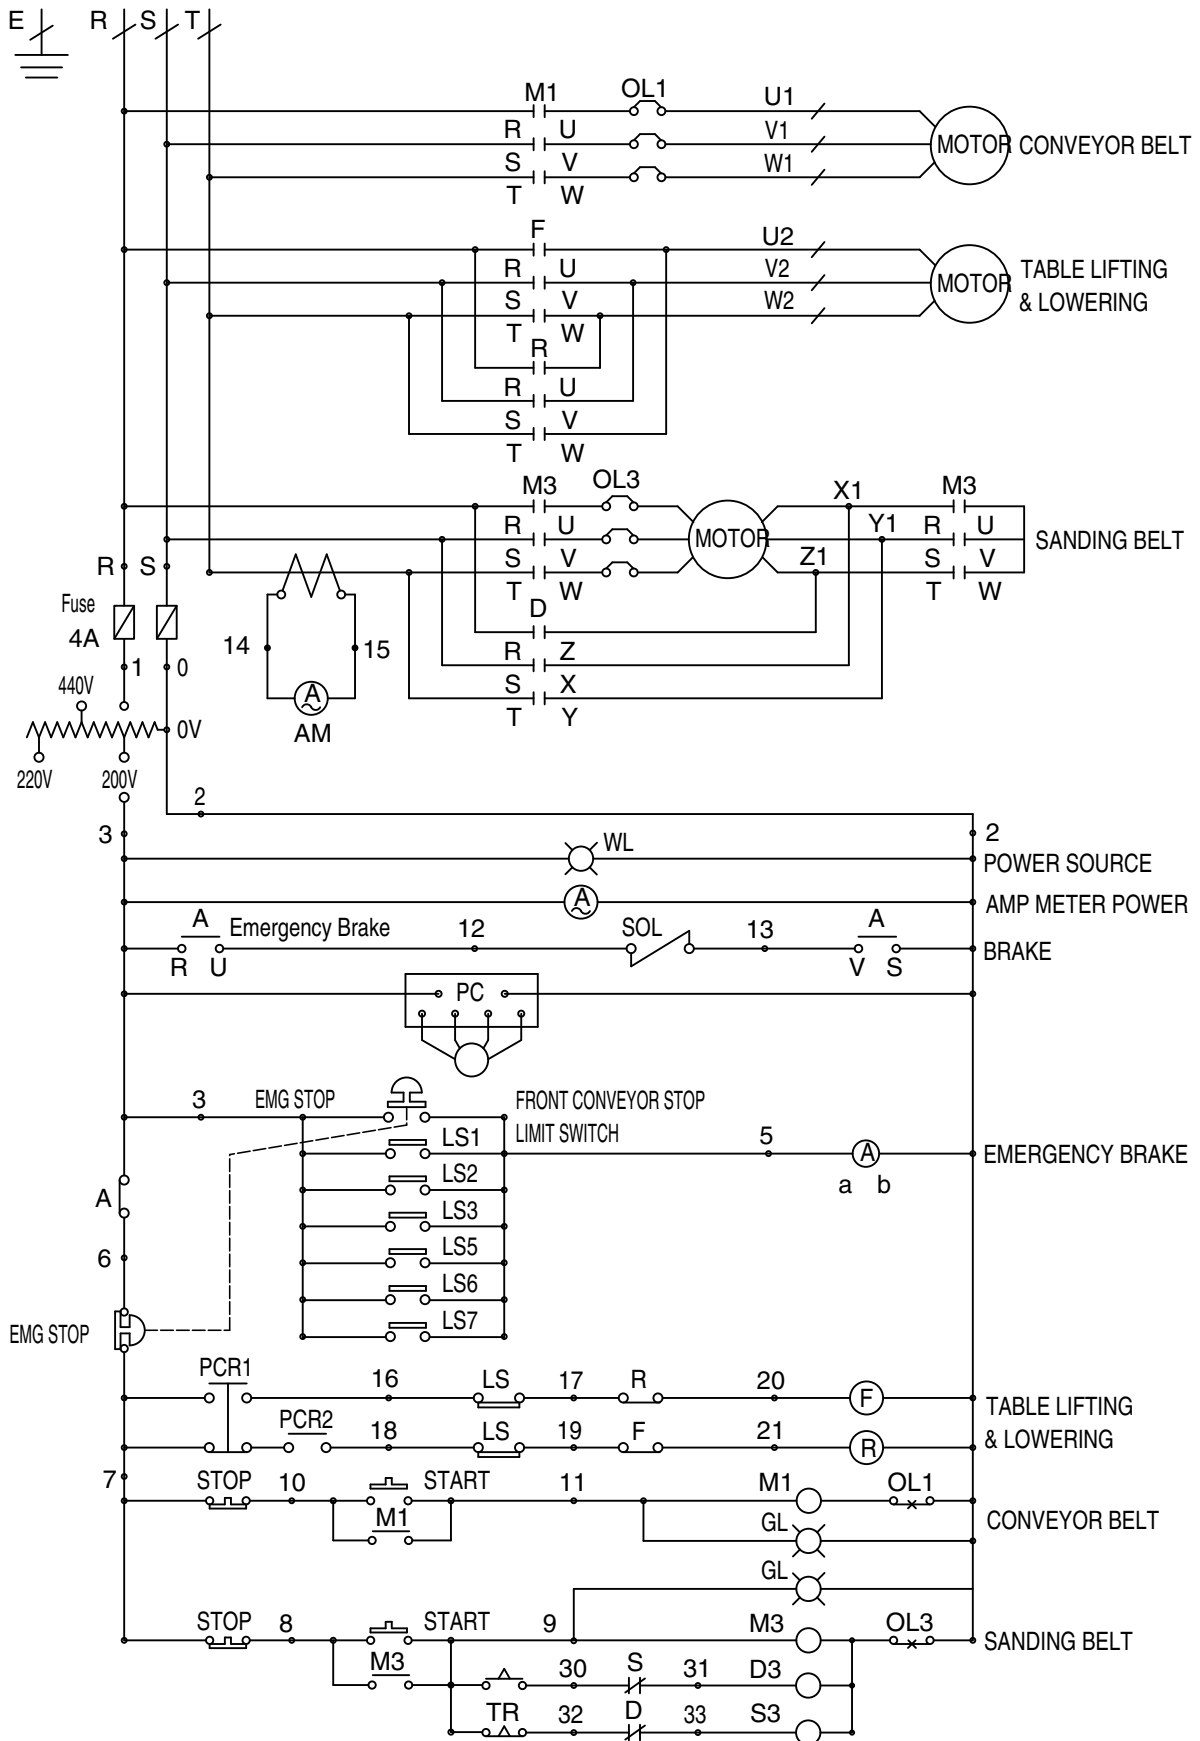 E R S T
M1 OL1 U1
R U V1 MOTOR CONVEYOR BELT
S V W1
T W
F U2
R U V2 MOTOR TABLE LIFTING
S V W2 & LOWERING
T W
R
R U
S V
T W
M3 OL3 X1 M3
R U MOTOR Y1 R U SANDING BELT
R S S V Z1 S V
T W T W
Fuse D
4A 14 15
1 0 R Z
440V A S X
0V AM T Y
220V 200V
2
3 WL 2
POWER SOURCE
A AMP METER POWER
A Emergency Brake 12 SOL 13 A BRAKE
R U V S
PC
3 EMG STOP FRONT CONVEYOR STOP
LIMIT SWITCH
LS1 5 A EMERGENCY BRAKE
a b
A LS2
LS3
6 LS5
LS6
EMG STOP LS7
PCR1 16 LS 17 R 20 F TABLE LIFTING
PCR2 18 LS 19 F 21 R & LOWERING
7 STOP 10 START 11 M1 OL1
M1 GL CONVEYOR BELT
GL
STOP 8 START 9 M3 OL3 SANDING BELT
M3 30 S 31 D3
TR 32 D 33 S3